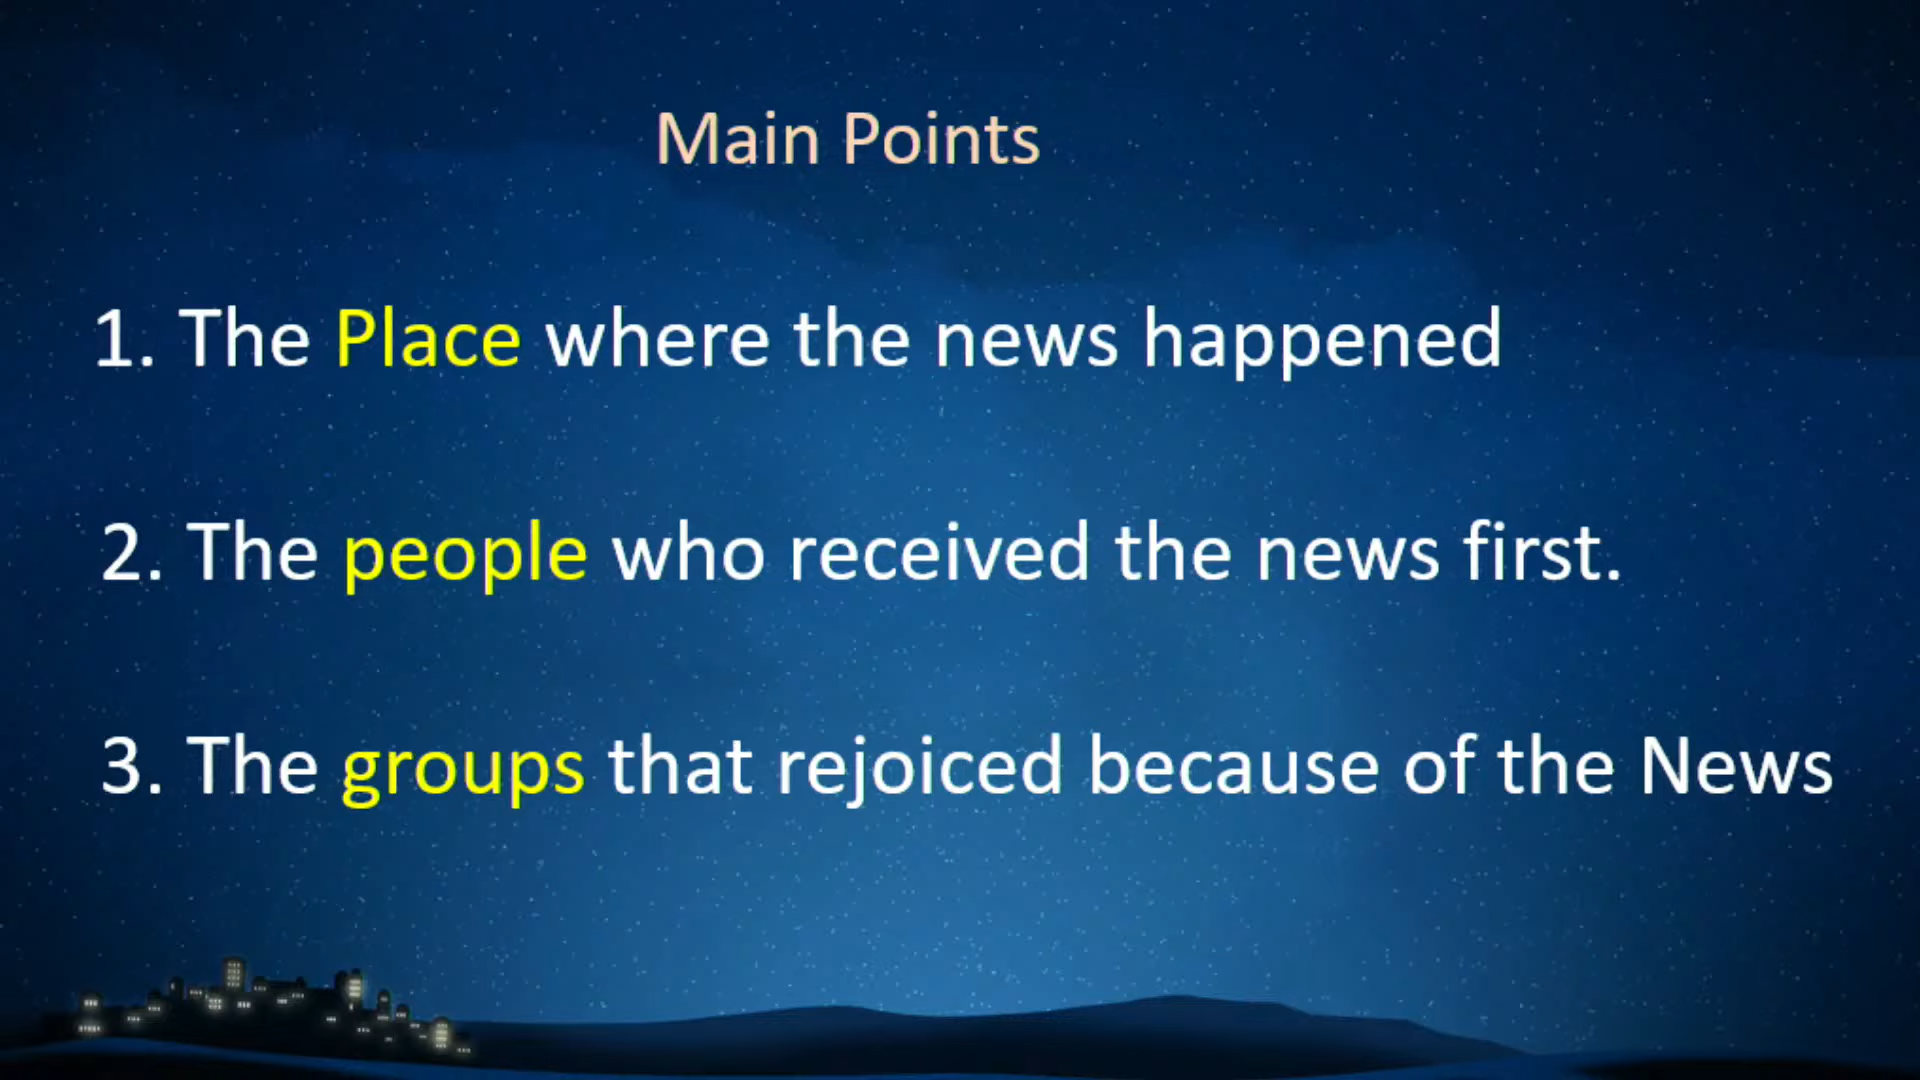 Main Points
1. The Place where the news happened
2. The people who received the news first.
3. The groups that rejoiced because of the News